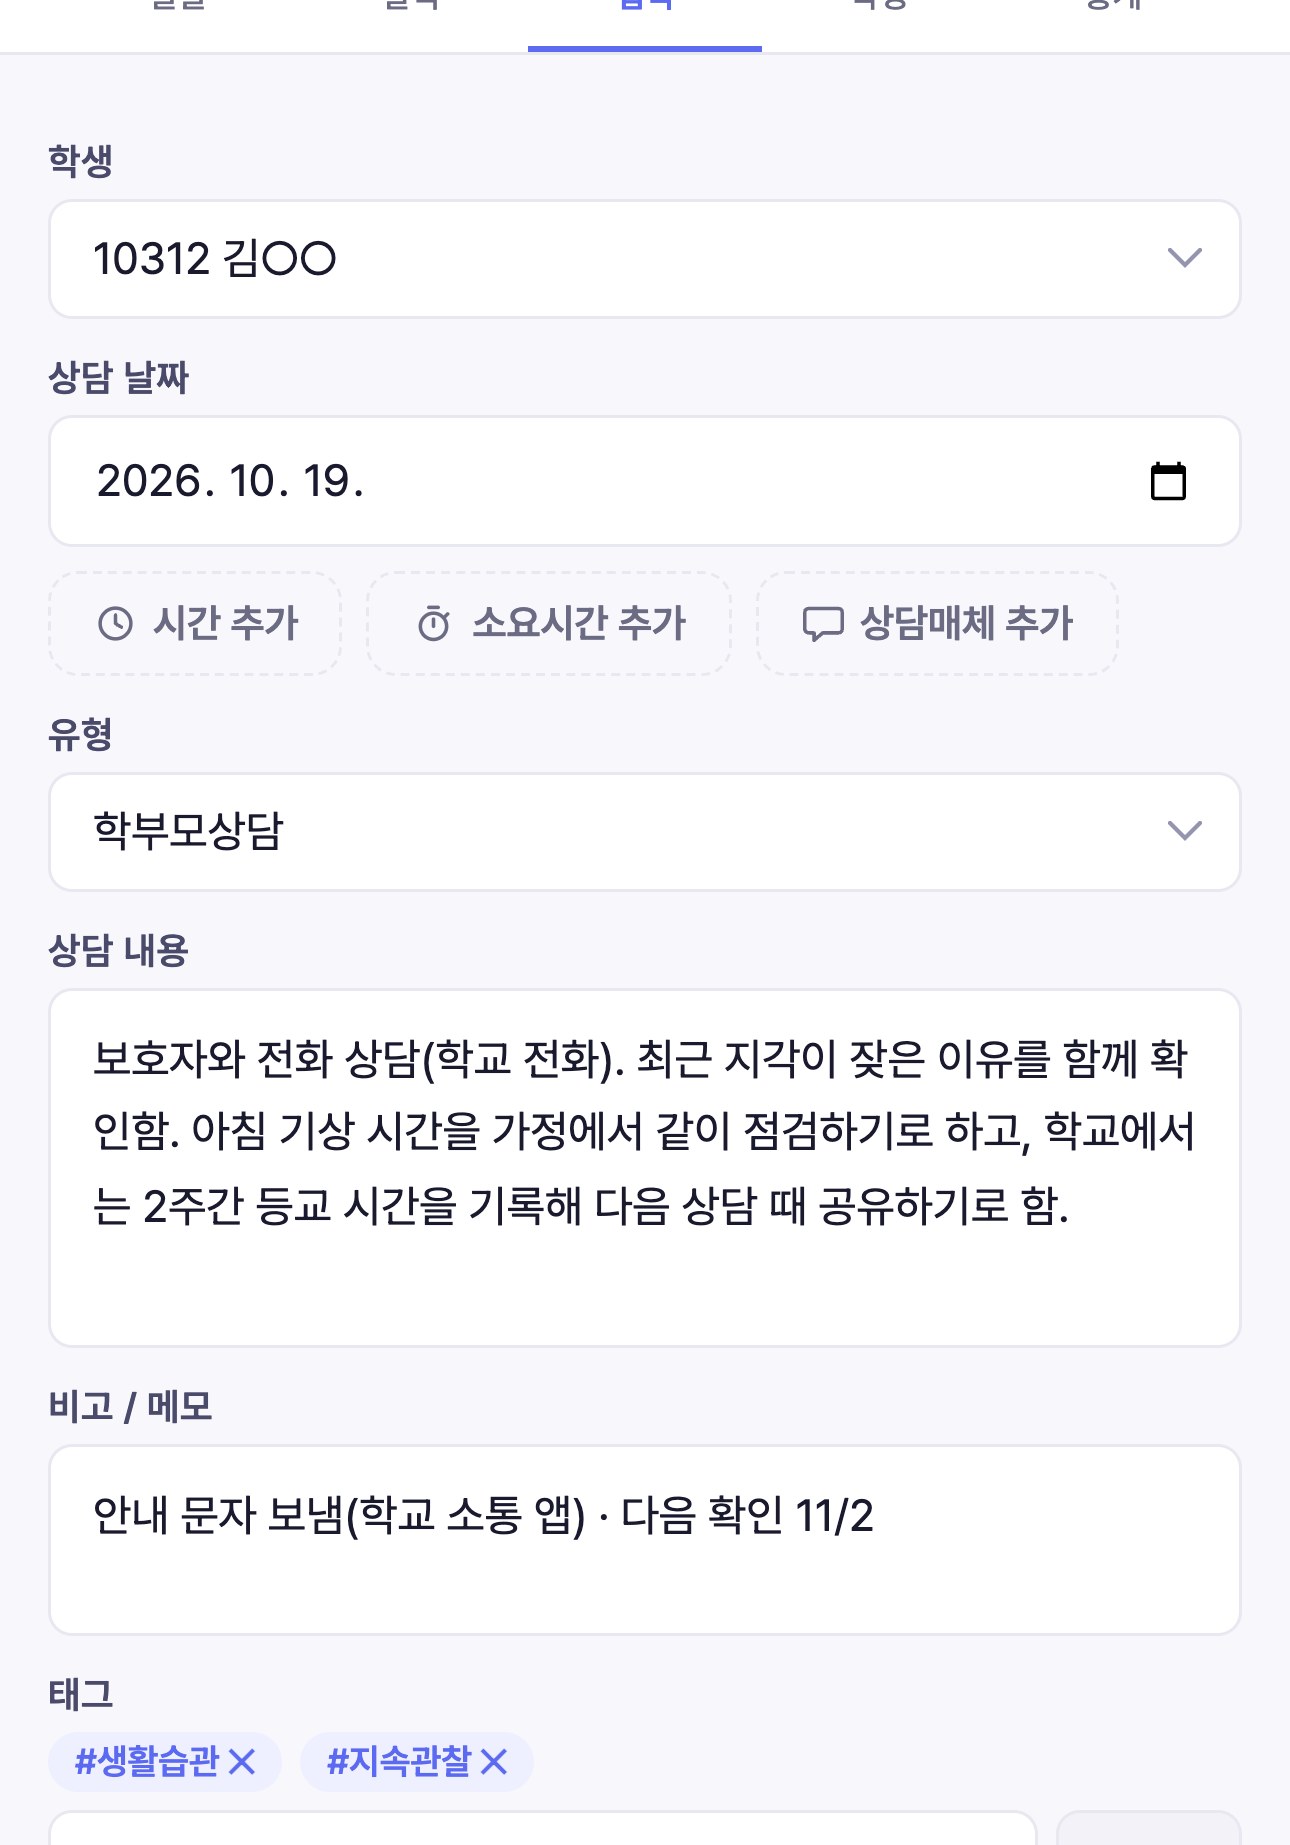 학생
10312 김○○
상담 날짜
2026. 10. 19.
시간 추가
소요시간 추가
상담매체 추가
유형
학부모상담
상담 내용
보호자와 전화 상담(학교 전화). 최근 지각이 잦은 이유를 함께 확
인함. 아침 기상 시간을 가정에서 같이 점검하기로 하고, 학교에서
는 2주간 등교 시간을 기록해 다음 상담 때 공유하기로 함.
비고 / 메모
안내 문자 보냄(학교 소통 앱) · 다음 확인 11/2
태그
#생활습관
#지속관찰